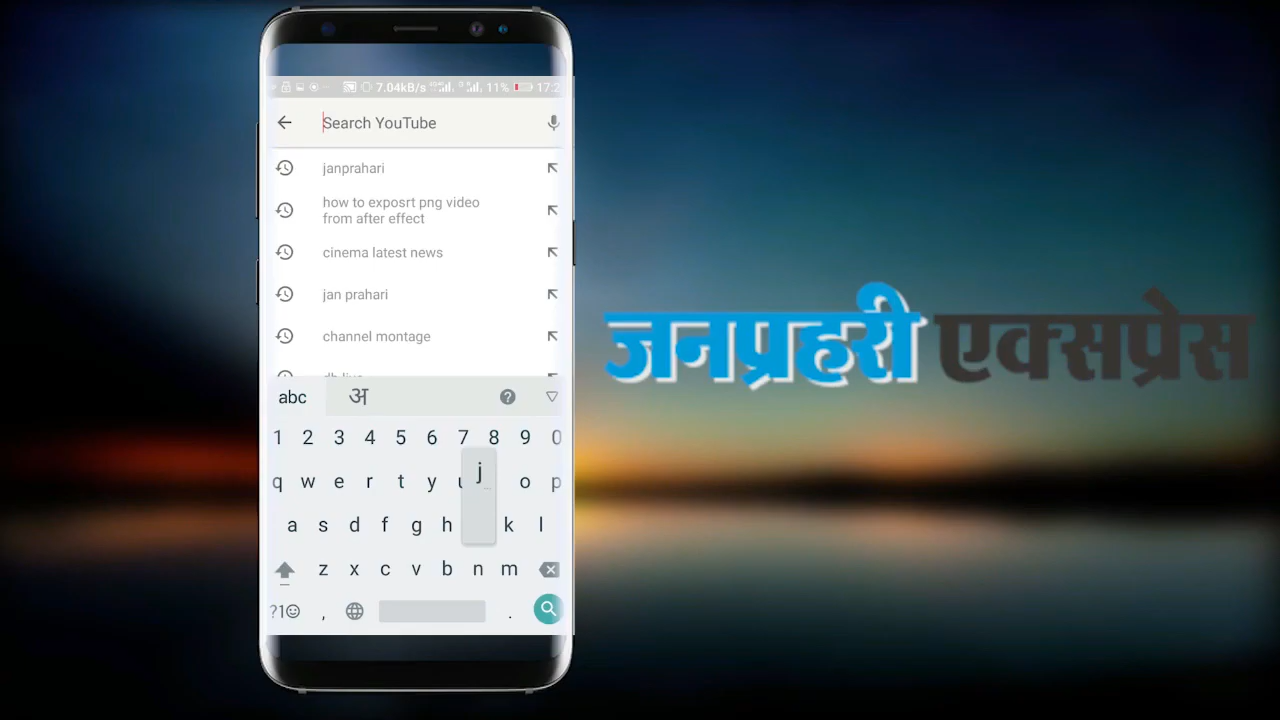 7.04kB/s 11% 17:2
Search YouTube
janprahari
how to exposrt png video
from after effect
cinema latest news
jan prahari
channel montage
abc अ
1 2 3 4 5 6 7 8 9 0
q w e r t y u j o p
a s d f g h k l
z x c v b n m
?1☺ , .
जनप्रहरी एक्सप्रेस